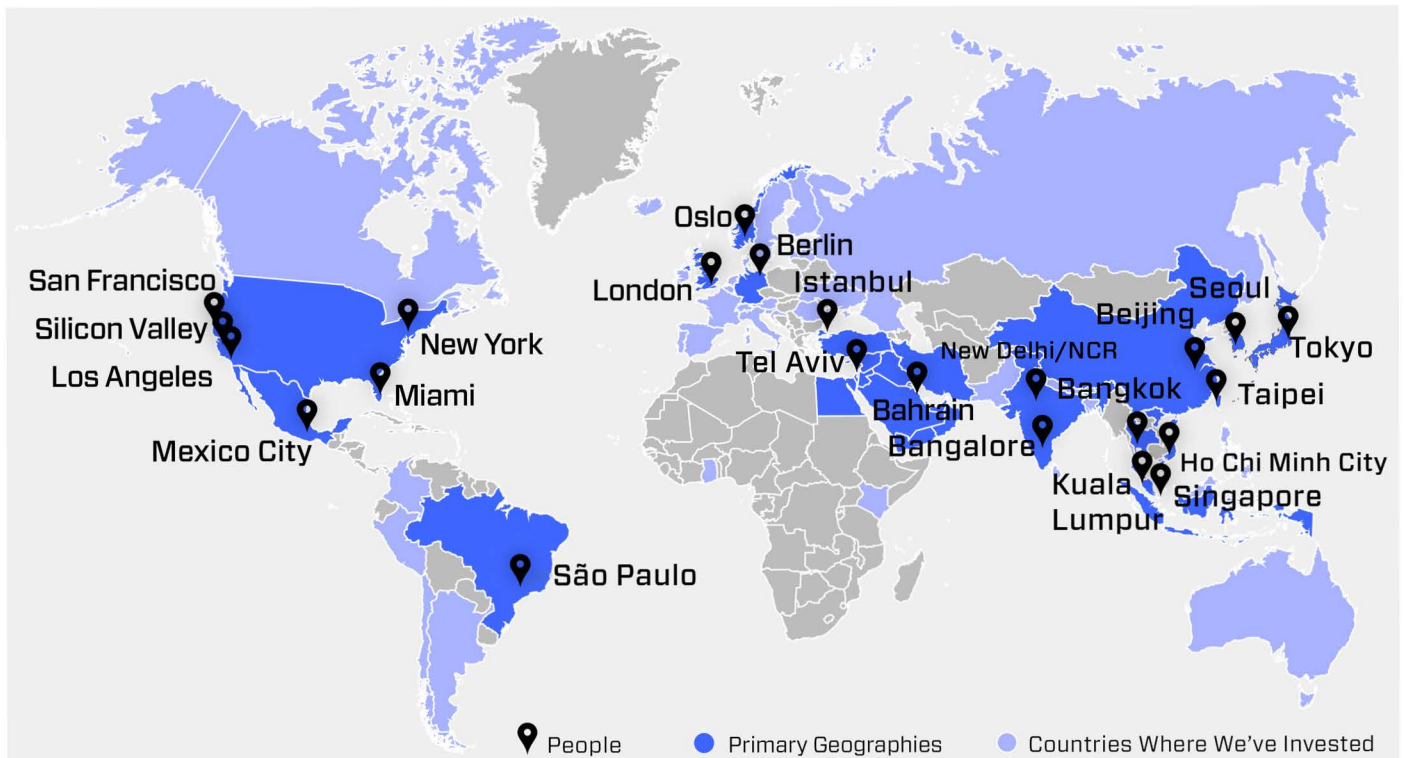 Oslo
Berlin
London
Istanbul
San Francisco
Silicon Valley
Los Angeles
New York
Miami
Mexico City
São Paulo
Tel Aviv
Bahrain
New Delhi/NCR
Bangalore
Seoul
Beijing
Tokyo
Bangkok
Taipei
Ho Chi Minh City
Kuala
Lumpur
Singapore
People
Primary Geographies
Countries Where We've Invested